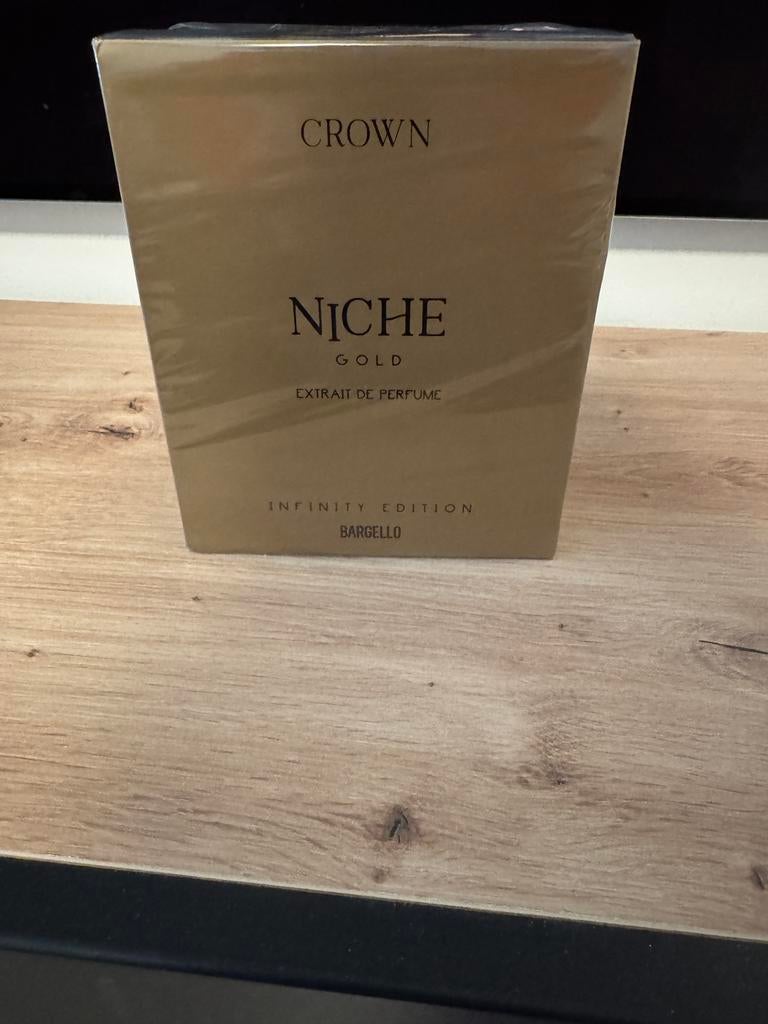 CROWN
NICHE
GOLD
EXTRAIT DE PERFUME
INFINITY EDITION
BARGELLO